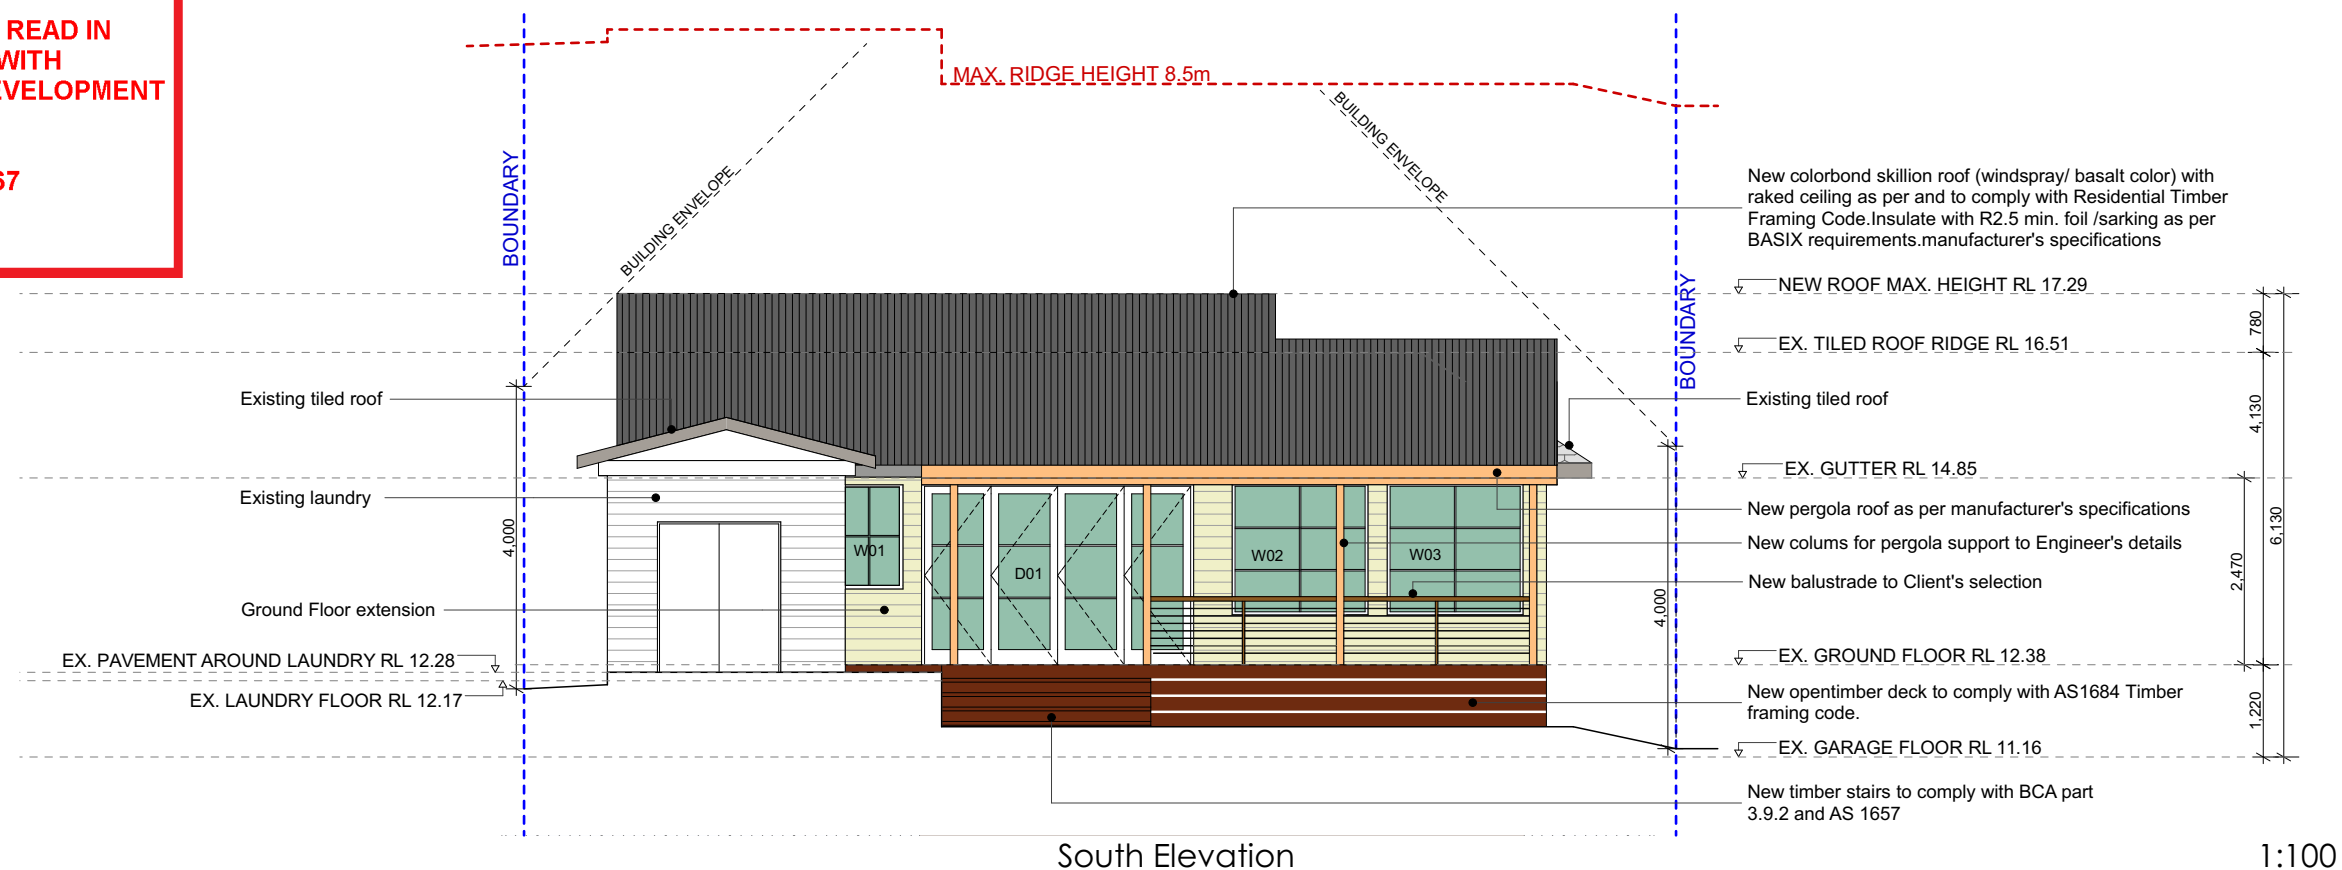 READ IN
WITH
EVELOPMENT
67
MAX. RIDGE HEIGHT 8.5m
BOUNDARY
BUILDING ENVELOPE
BUILDING ENVELOPE
BOUNDARY
New colorbond skillion roof (windspray/ basalt color) with
raked ceiling as per and to comply with Residential Timber
Framing Code.Insulate with R2.5 min. foil /sarking as per
BASIX requirements.manufacturer's specifications
NEW ROOF MAX. HEIGHT RL 17.29
EX. TILED ROOF RIDGE RL 16.51
Existing tiled roof
EX. GUTTER RL 14.85
New pergola roof as per manufacturer's specifications
New colums for pergola support to Engineer's details
New balustrade to Client's selection
EX. GROUND FLOOR RL 12.38
New opentimber deck to comply with AS1684 Timber
framing code.
EX. GARAGE FLOOR RL 11.16
New timber stairs to comply with BCA part
3.9.2 and AS 1657
Existing tiled roof
Existing laundry
Ground Floor extension
EX. PAVEMENT AROUND LAUNDRY RL 12.28
EX. LAUNDRY FLOOR RL 12.17
4,000
W01
D01
W02
W03
4,000
780
4,130
2,470
6,130
1,220
South Elevation
1:100